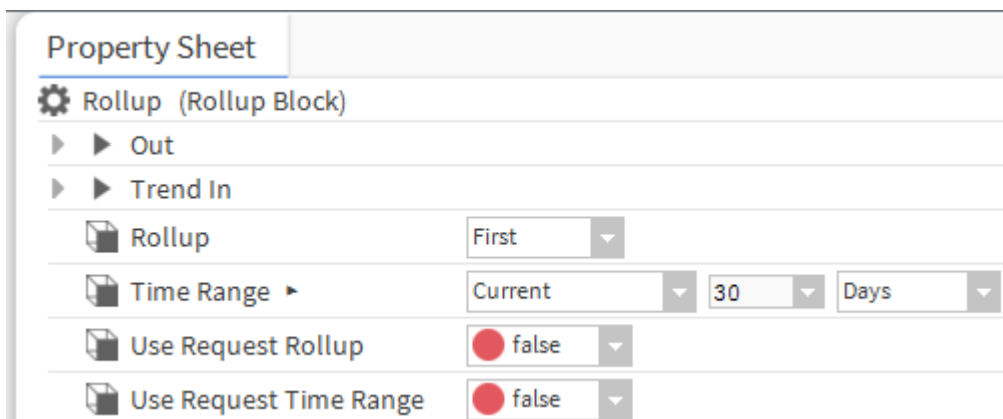 Property Sheet
Rollup (Rollup Block)
Out
Trend In
Rollup First
Time Range Current 30 Days
Use Request Rollup false
Use Request Time Range false